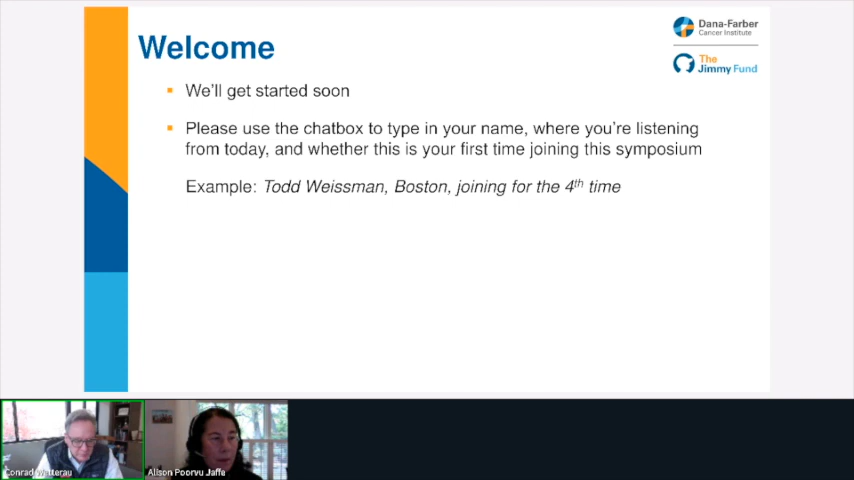 Dana-Farber
Cancer Institute
The
Jimmy Fund
Welcome
We'll get started soon
Please use the chatbox to type in your name, where you're listening
from today, and whether this is your first time joining this symposium
Example: Todd Weissman, Boston, joining for the 4th time
Conrad Wetterau
Alison Poorvu Jaffe